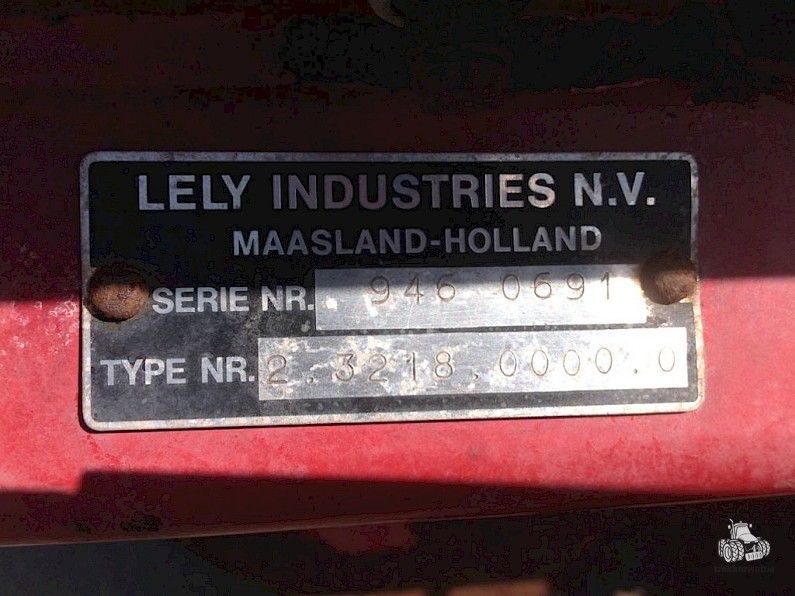 LELY INDUSTRIES N.V.
MAASLAND-HOLLAND
SERIE NR. 946 0691
TYPE NR. 2.3218.0000.0